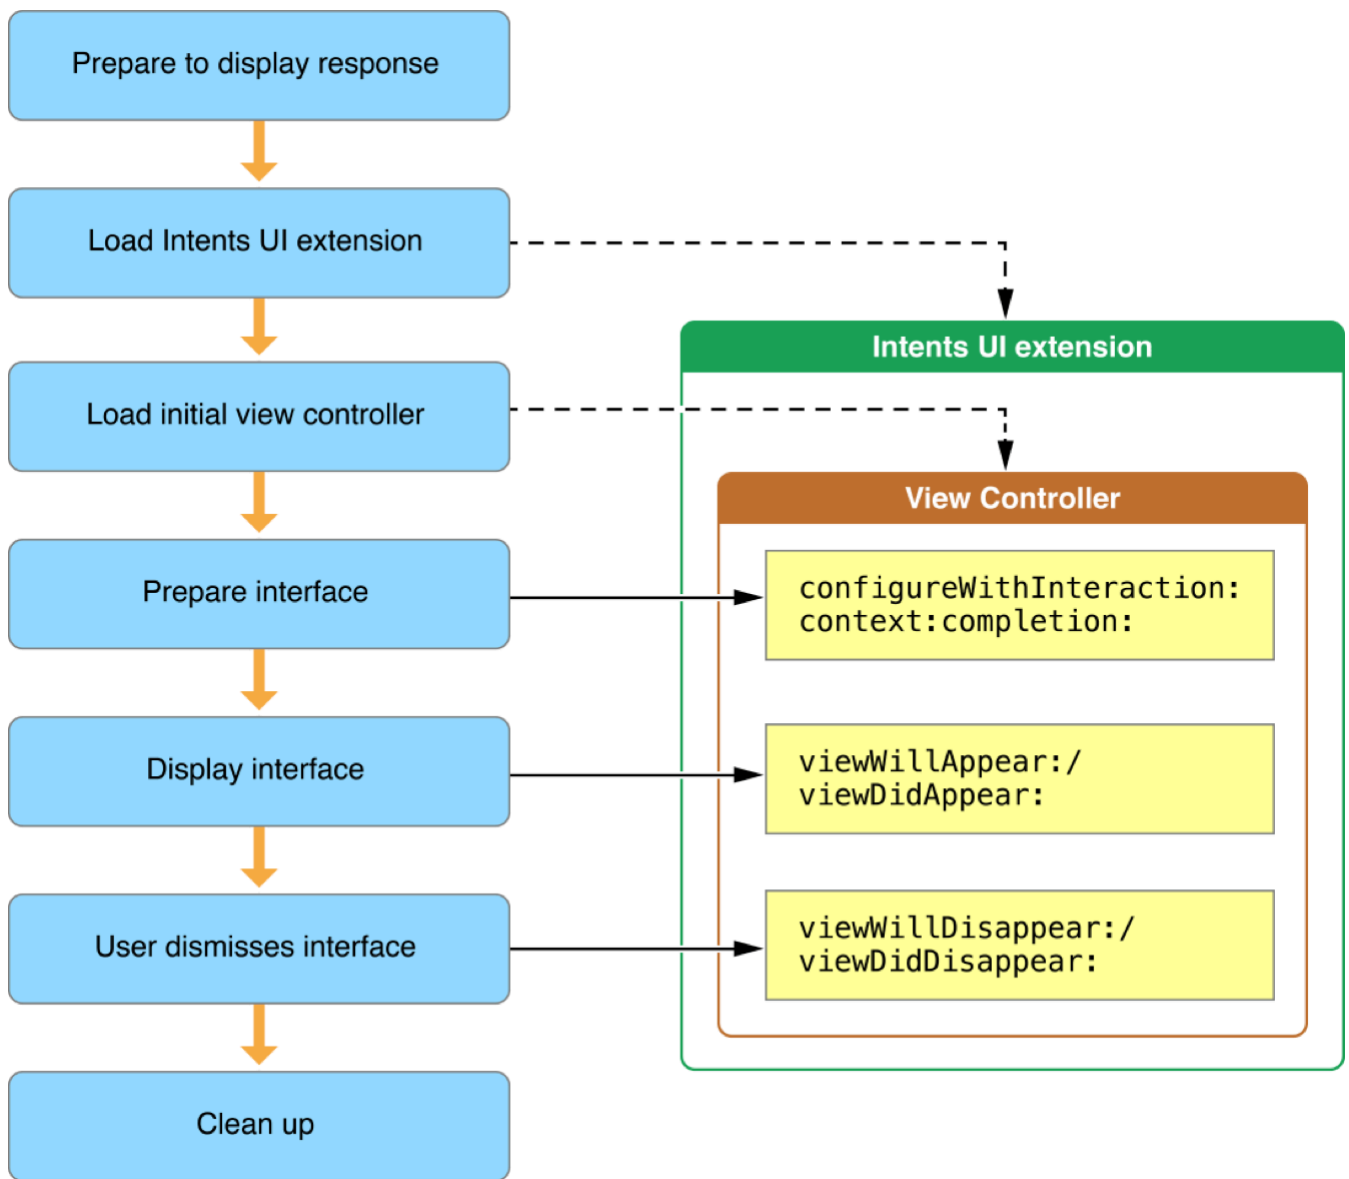 Prepare to display response
Load Intents UI extension
Intents UI extension
Load initial view controller
View Controller
Prepare interface
configureWithInteraction:
context:completion:
Display interface
viewWillAppear:/
viewDidAppear:
User dismisses interface
viewWillDisappear:/
viewDidDisappear:
Clean up